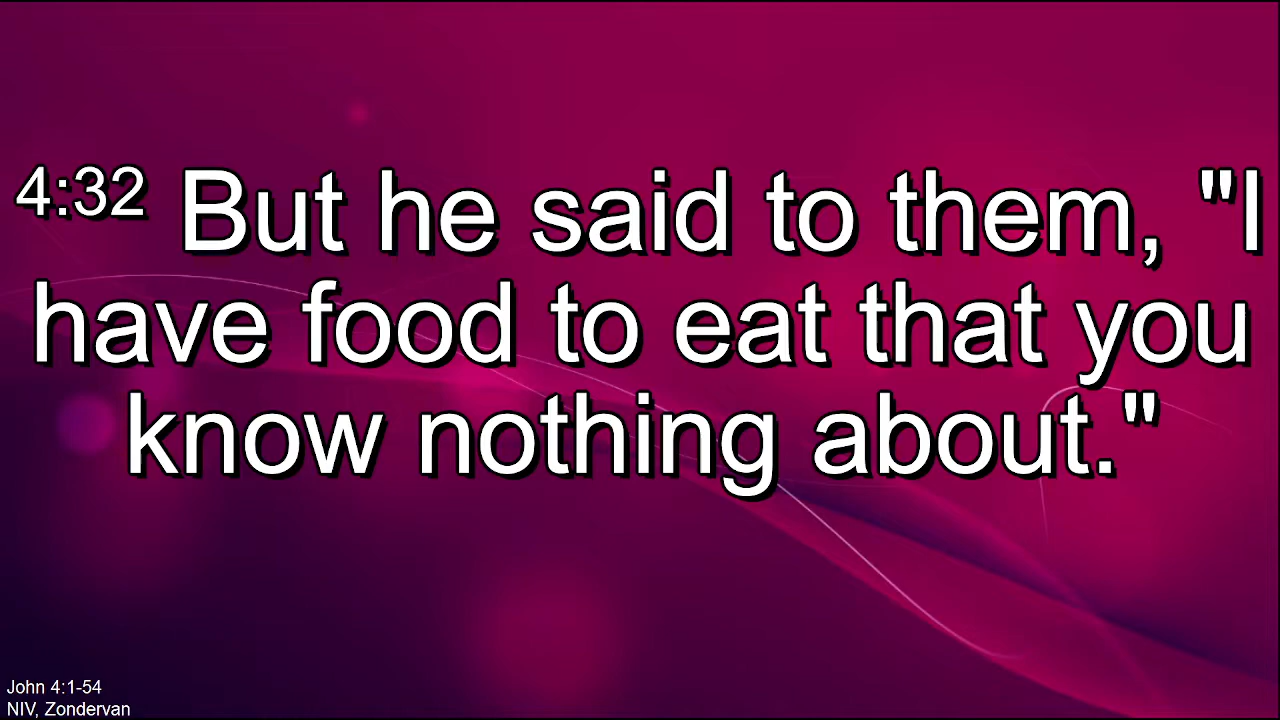 4:32 But he said to them, "I
have food to eat that you
know nothing about."
John 4:1-54
NIV, Zondervan